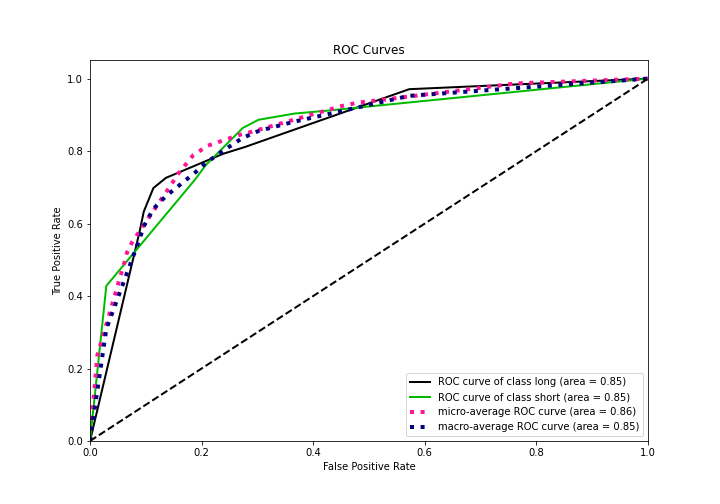 ROC Curves
True Positive Rate
1.0
0.8
0.6
0.4
0.2
0.0
0.0 0.2 0.4 0.6 0.8 1.0
False Positive Rate
ROC curve of class long (area = 0.85)
ROC curve of class short (area = 0.85)
micro-average ROC curve (area = 0.86)
macro-average ROC curve (area = 0.85)